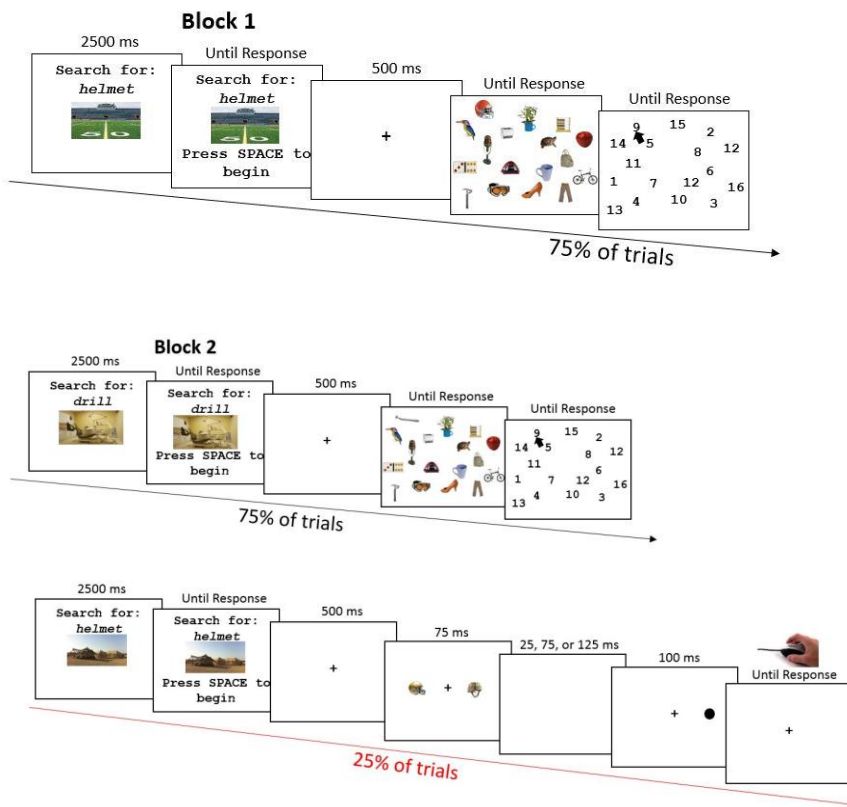 Block 1
2500 ms
Search for:
helmet
5 0
Until Response
Search for:
helmet
5 0
Press SPACE to
begin
500 ms
+
Until Response
Until Response
9 15 2
14 5 8 12
11 6
1 7 12 16
13 4 10 3
75% of trials
Block 2
2500 ms
Search for:
drill
Until Response
Search for:
drill
Press SPACE to
begin
500 ms
+
Until Response
Until Response
9 15 2
14 5 8 12
11 6
1 7 12 16
13 4 10 3
75% of trials
2500 ms
Search for:
helmet
Until Response
Search for:
helmet
Press SPACE to
begin
500 ms
+
75 ms
+
25, 75, or 125 ms
100 ms
+
Until Response
+
25% of trials